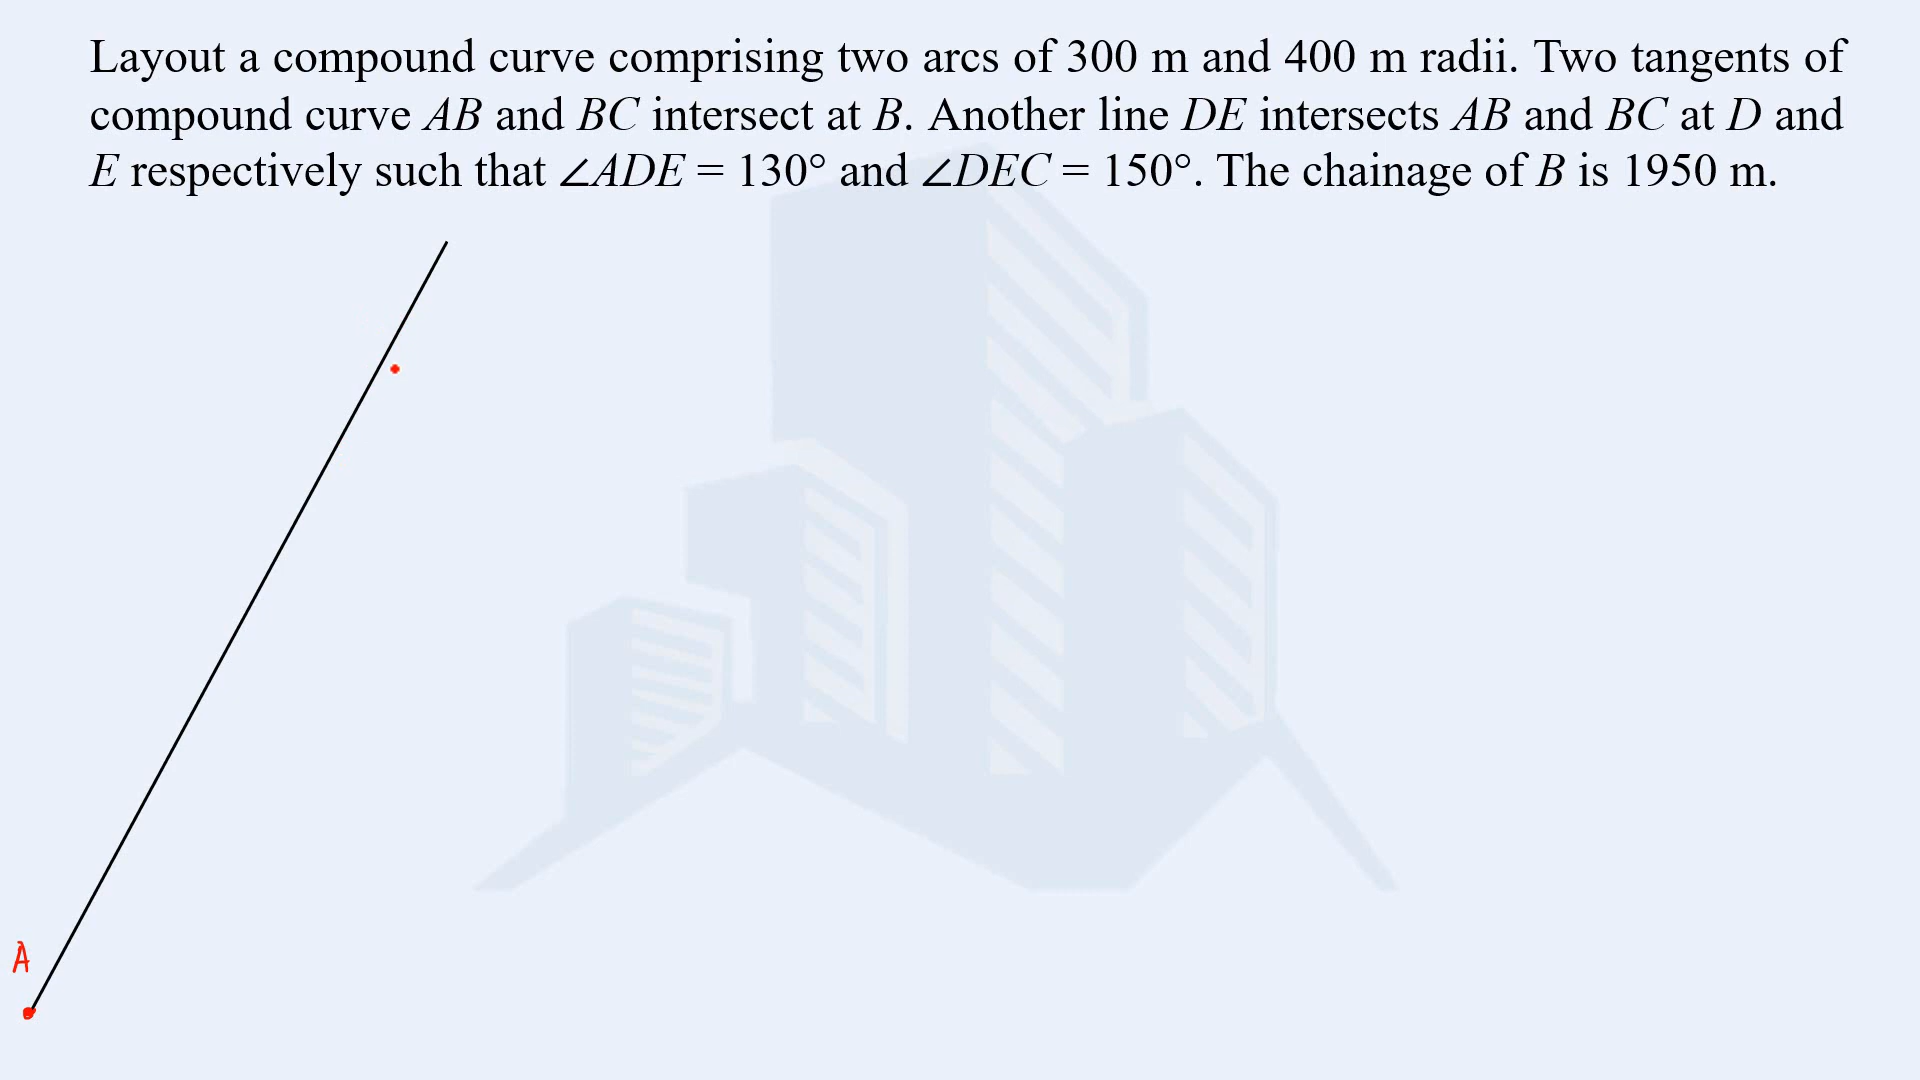 Layout a compound curve comprising two arcs of 300 m and 400 m radii. Two tangents of
compound curve AB and BC intersect at B. Another line DE intersects AB and BC at D and
E respectively such that ∠ADE = 130° and ∠DEC = 150°. The chainage of B is 1950 m.
A